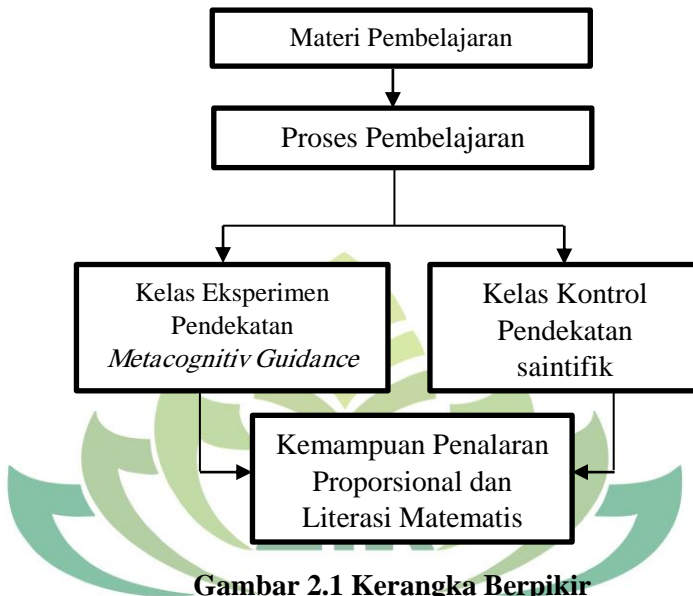 Materi Pembelajaran
Proses Pembelajaran
Kelas Eksperimen
Pendekatan
Metacognitiv Guidance
Kelas Kontrol
Pendekatan
saintifik
Kemampuan Penalaran
Proporsional dan
Literasi Matematis
Gambar 2.1 Kerangka Berpikir